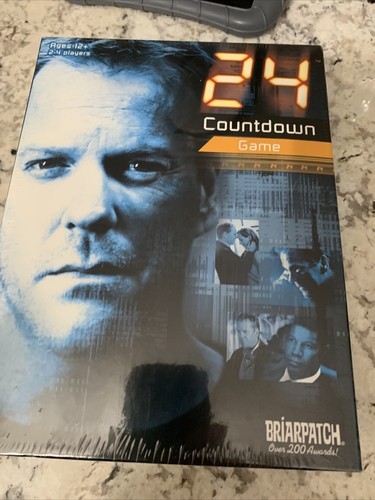 Ages 12+
2-4 players
24
Countdown
Game
BRIARPATCH®
Over 200 Awards!